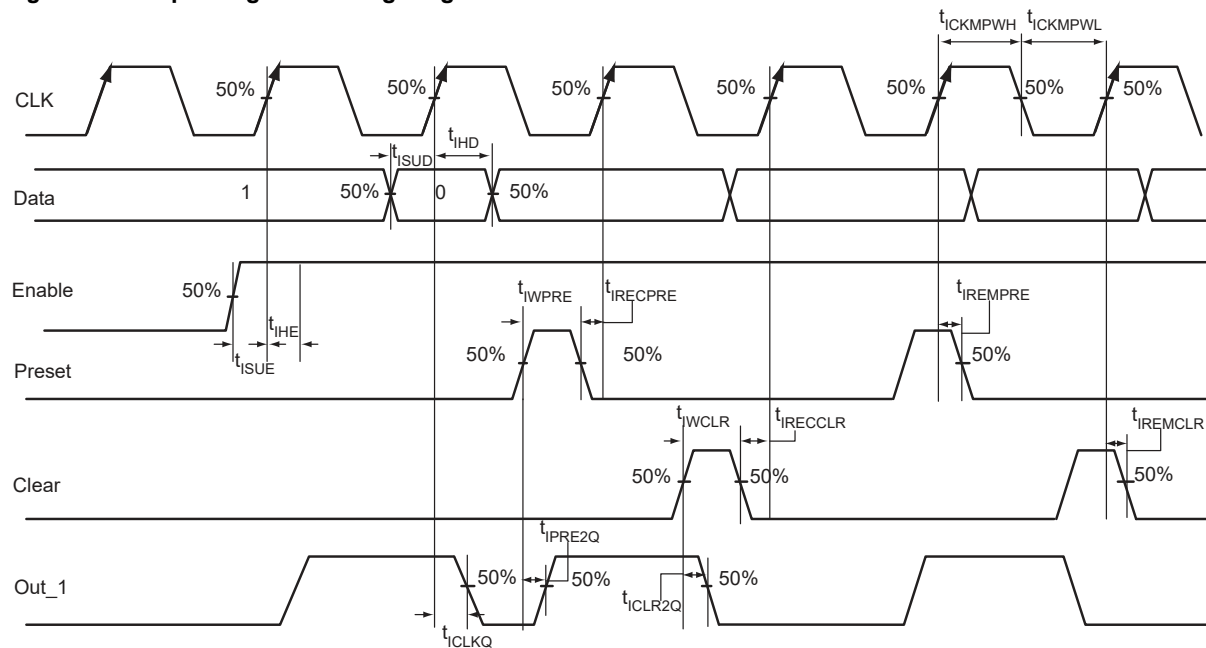 tICKMPWH tICKMPWL
CLK
50% 50% 50% 50% 50% 50% 50%
tISUD tIHD
Data
1 50% 0 50%
Enable
50%
tIHE
tISUE
tIWPRE tIRECPRE tIREMPRE
Preset
50% 50% 50%
tIWCLR tIRECCLR tIREMCLR
Clear
50% 50% 50%
tIPRE2Q
Out_1
50% 50% 50%
tICLR2Q
tICLKQ